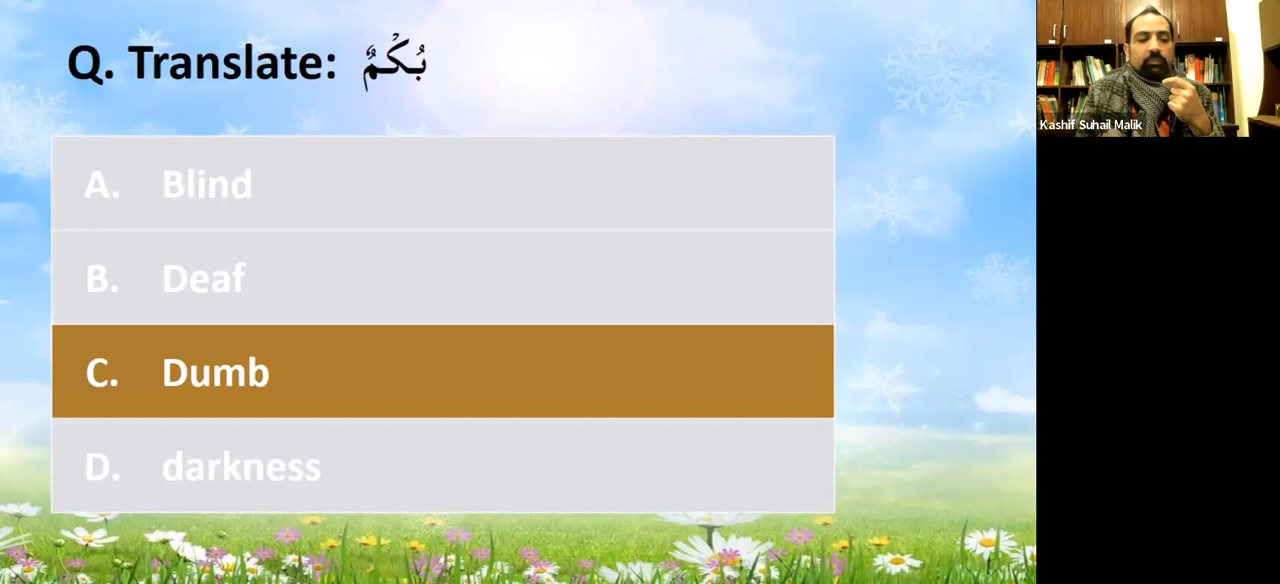 Q. Translate: بُكْمٌ
A. Blind
B. Deaf
C. Dumb
D. darkness
Kashif Suhail Malik